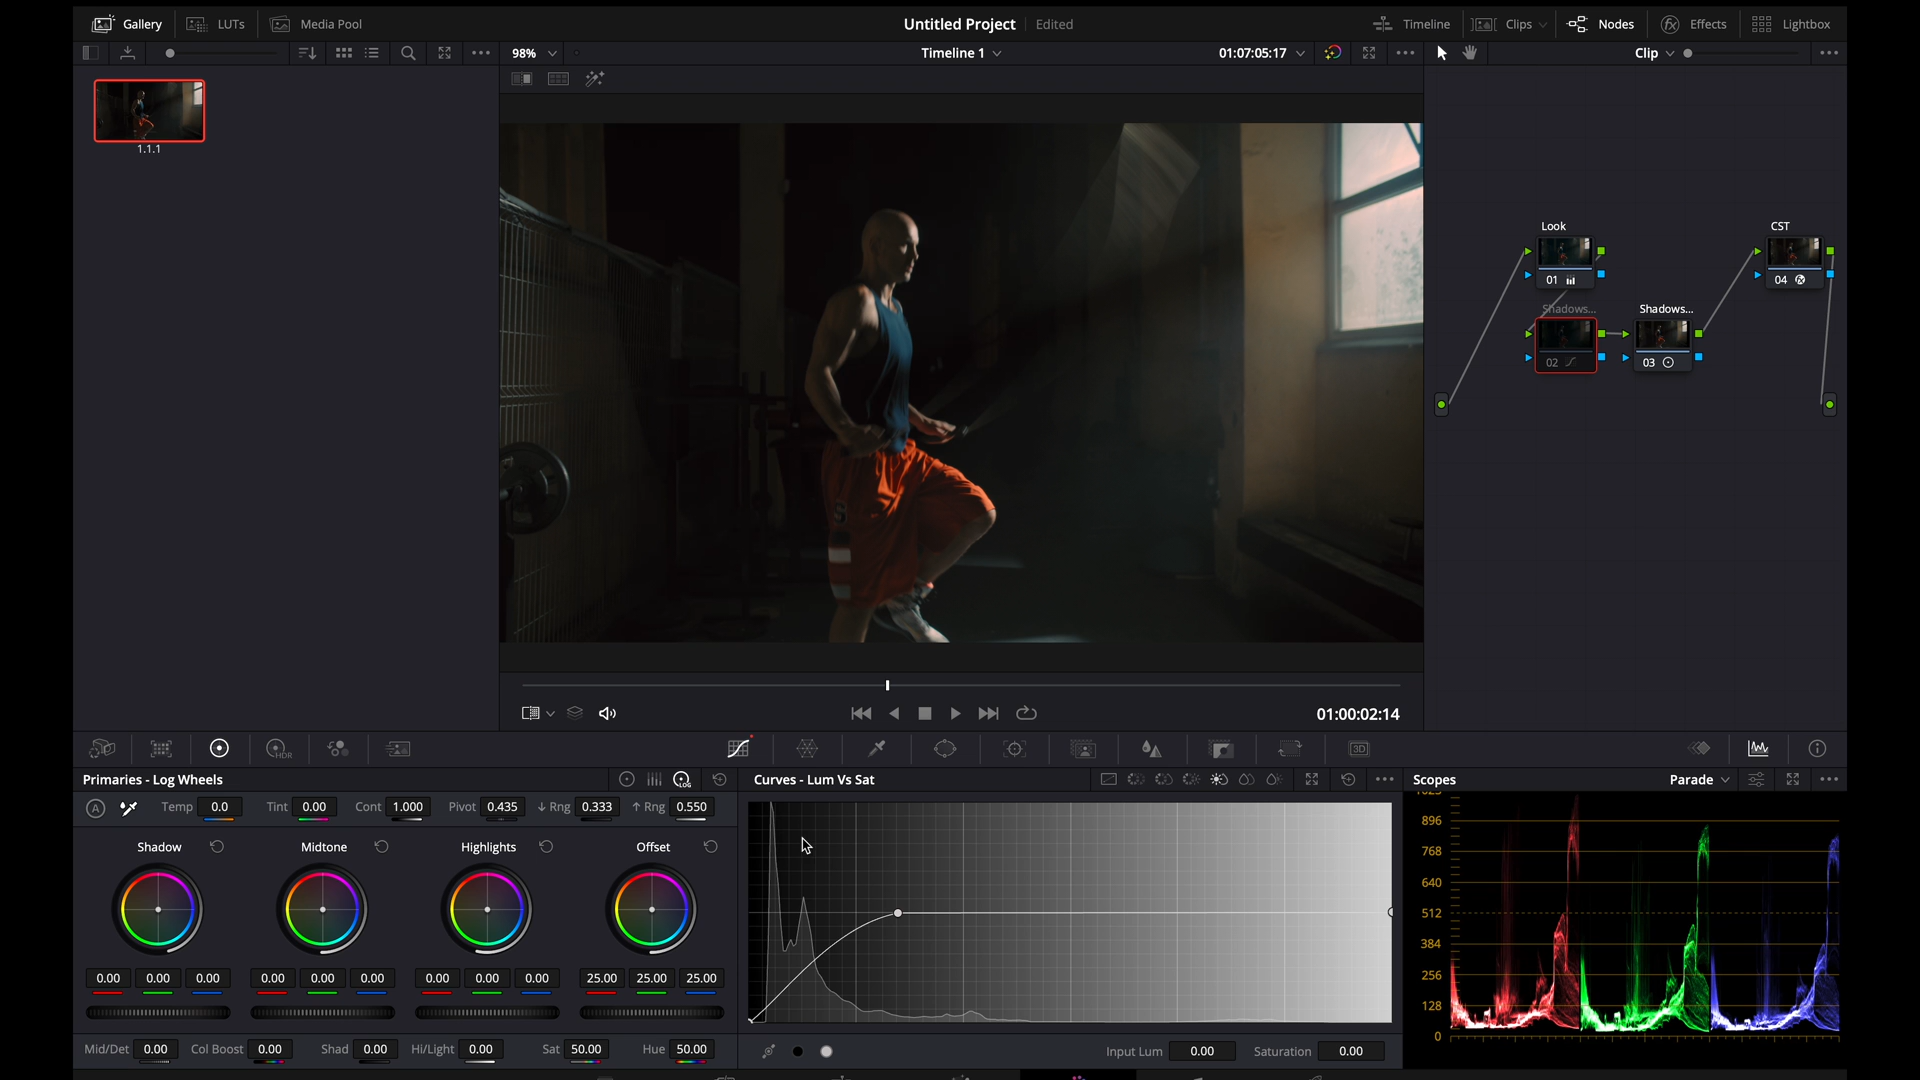 Gallery LUTs Media Pool Untitled Project Edited Timeline Clips Nodes Effects Lightbox
98% Timeline 1 01:07:05:17 Clip
1.1.1
Look CST
01 04
Shadows... Shadows...
02 03
01:00:02:14
HDR 3D
Primaries - Log Wheels LOG Curves - Lum Vs Sat Scopes Parade
A Temp 0.0 Tint 0.00 Cont 1.000 Pivot 0.435 ↓ Rng 0.333 ↑ Rng 0.550
Shadow Midtone Highlights Offset
0.00 0.00 0.00 0.00 0.00 0.00 0.00 0.00 0.00 25.00 25.00 25.00
Mid/Det 0.00 Col Boost 0.00 Shad 0.00 Hi/Light 0.00 Sat 50.00 Hue 50.00 Input Lum 0.00 Saturation 0.00
1023
896
768
640
512
384
256
128
0